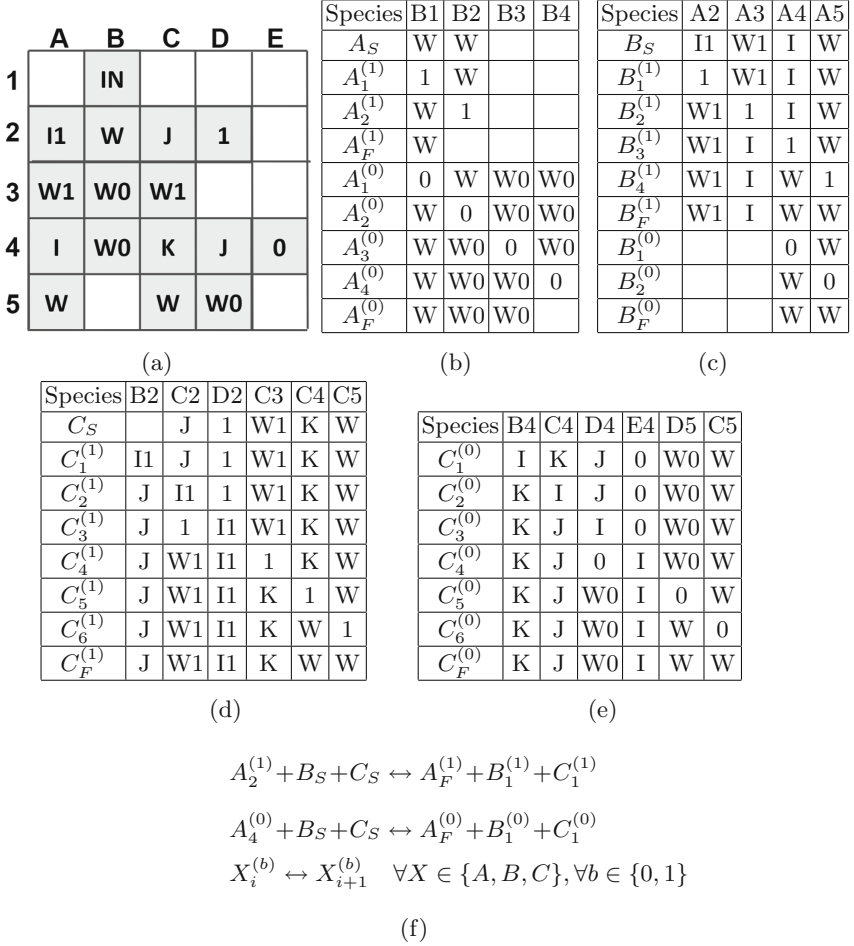 A B C D E
1 IN
2 I1 W J 1
3 W1 W0 W1
4 I W0 K J 0
5 W W W0
(a)
Species B1 B2 B3 B4
A_S W W
A_1^(1) 1 W
A_2^(1) W 1
A_F^(1) W
A_1^(0) 0 W W0 W0
A_2^(0) W 0 W0 W0
A_3^(0) W W0 0 W0
A_4^(0) W W0 W0 0
A_F^(0) W W0 W0
(b)
Species A2 A3 A4 A5
B_S I1 W1 I W
B_1^(1) 1 W1 I W
B_2^(1) W1 1 I W
B_3^(1) W1 I 1 W
B_4^(1) W1 I W 1
B_F^(1) W1 I W W
B_1^(0) 0 W
B_2^(0) W 0
B_F^(0) W W
(c)
Species B2 C2 D2 C3 C4 C5
C_S J 1 W1 K W
C_1^(1) I1 J 1 W1 K W
C_2^(1) J I1 1 W1 K W
C_3^(1) J 1 I1 W1 K W
C_4^(1) J W1 I1 1 K W
C_5^(1) J W1 I1 K 1 W
C_6^(1) J W1 I1 K W 1
C_F^(1) J W1 I1 K W W
(d)
Species B4 C4 D4 E4 D5 C5
C_1^(0) I K J 0 W0 W
C_2^(0) K I J 0 W0 W
C_3^(0) K J I 0 W0 W
C_4^(0) K J 0 I W0 W
C_5^(0) K J W0 I 0 W
C_6^(0) K J W0 I W 0
C_F^(0) K J W0 I W W
(e)
A_2^(1)+B_S+C_S ↔ A_F^(1)+B_1^(1)+C_1^(1)
A_4^(0)+B_S+C_S ↔ A_F^(0)+B_1^(0)+C_1^(0)
X_i^(b) ↔ X_{i+1}^(b) ∀X ∈ {A, B, C}, ∀b ∈ {0, 1}
(f)